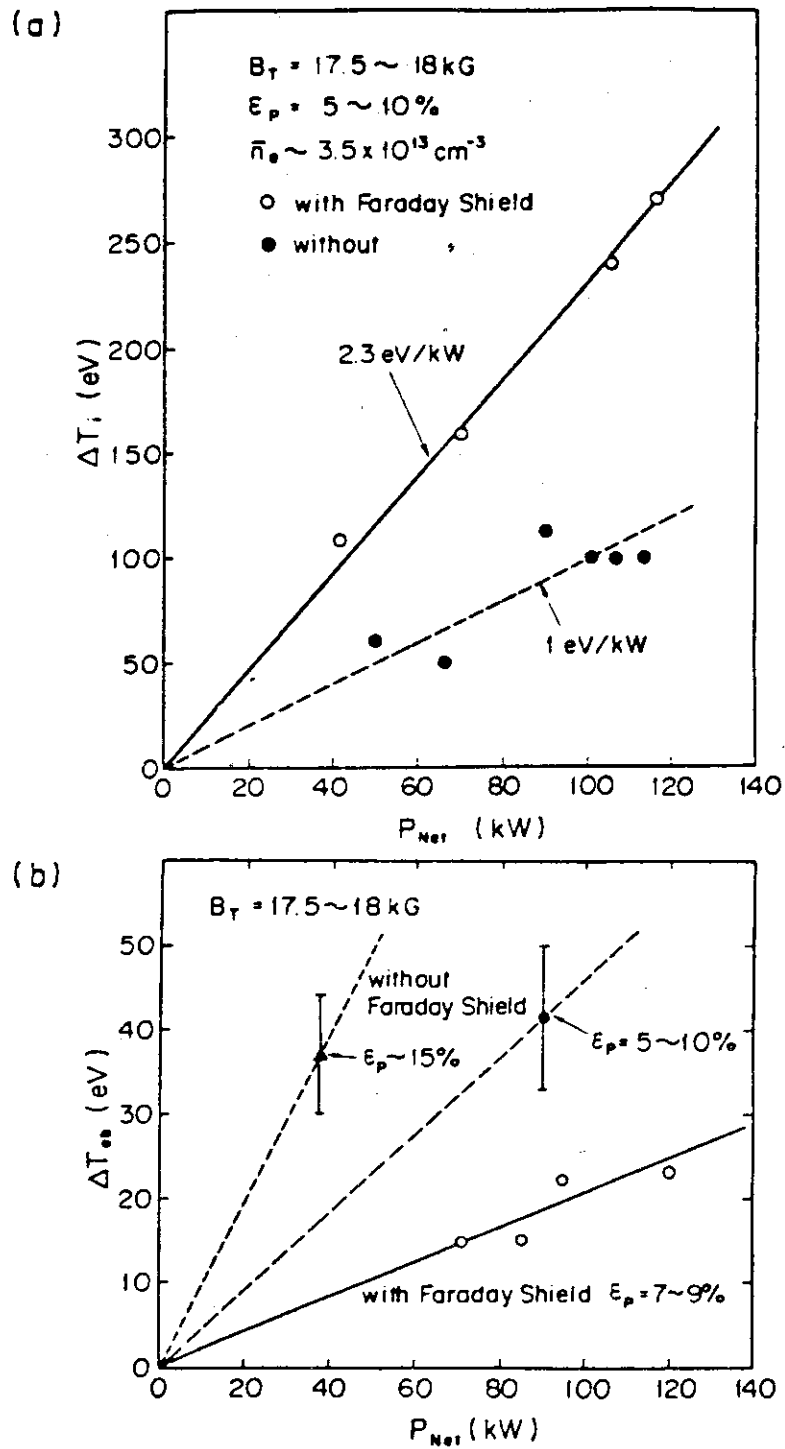 (a)
B_T = 17.5 ~ 18 kG
ε_p = 5 ~ 10%
n̄_e ~ 3.5 x 10^13 cm^-3
○ with Faraday Shield
● without 〃
300
250
200
150
100
50
0
ΔT_i (eV)
2.3 eV/kW
1 eV/kW
0 20 40 60 80 100 120 140
P_Net (kW)
(b)
B_T = 17.5 ~ 18 kG
50
40
30
20
10
0
ΔT_es (eV)
without
Faraday Shield
ε_p ~ 15%
ε_p = 5 ~ 10%
with Faraday Shield ε_p = 7 ~ 9%
0 20 40 60 80 100 120 140
P_Net (kW)